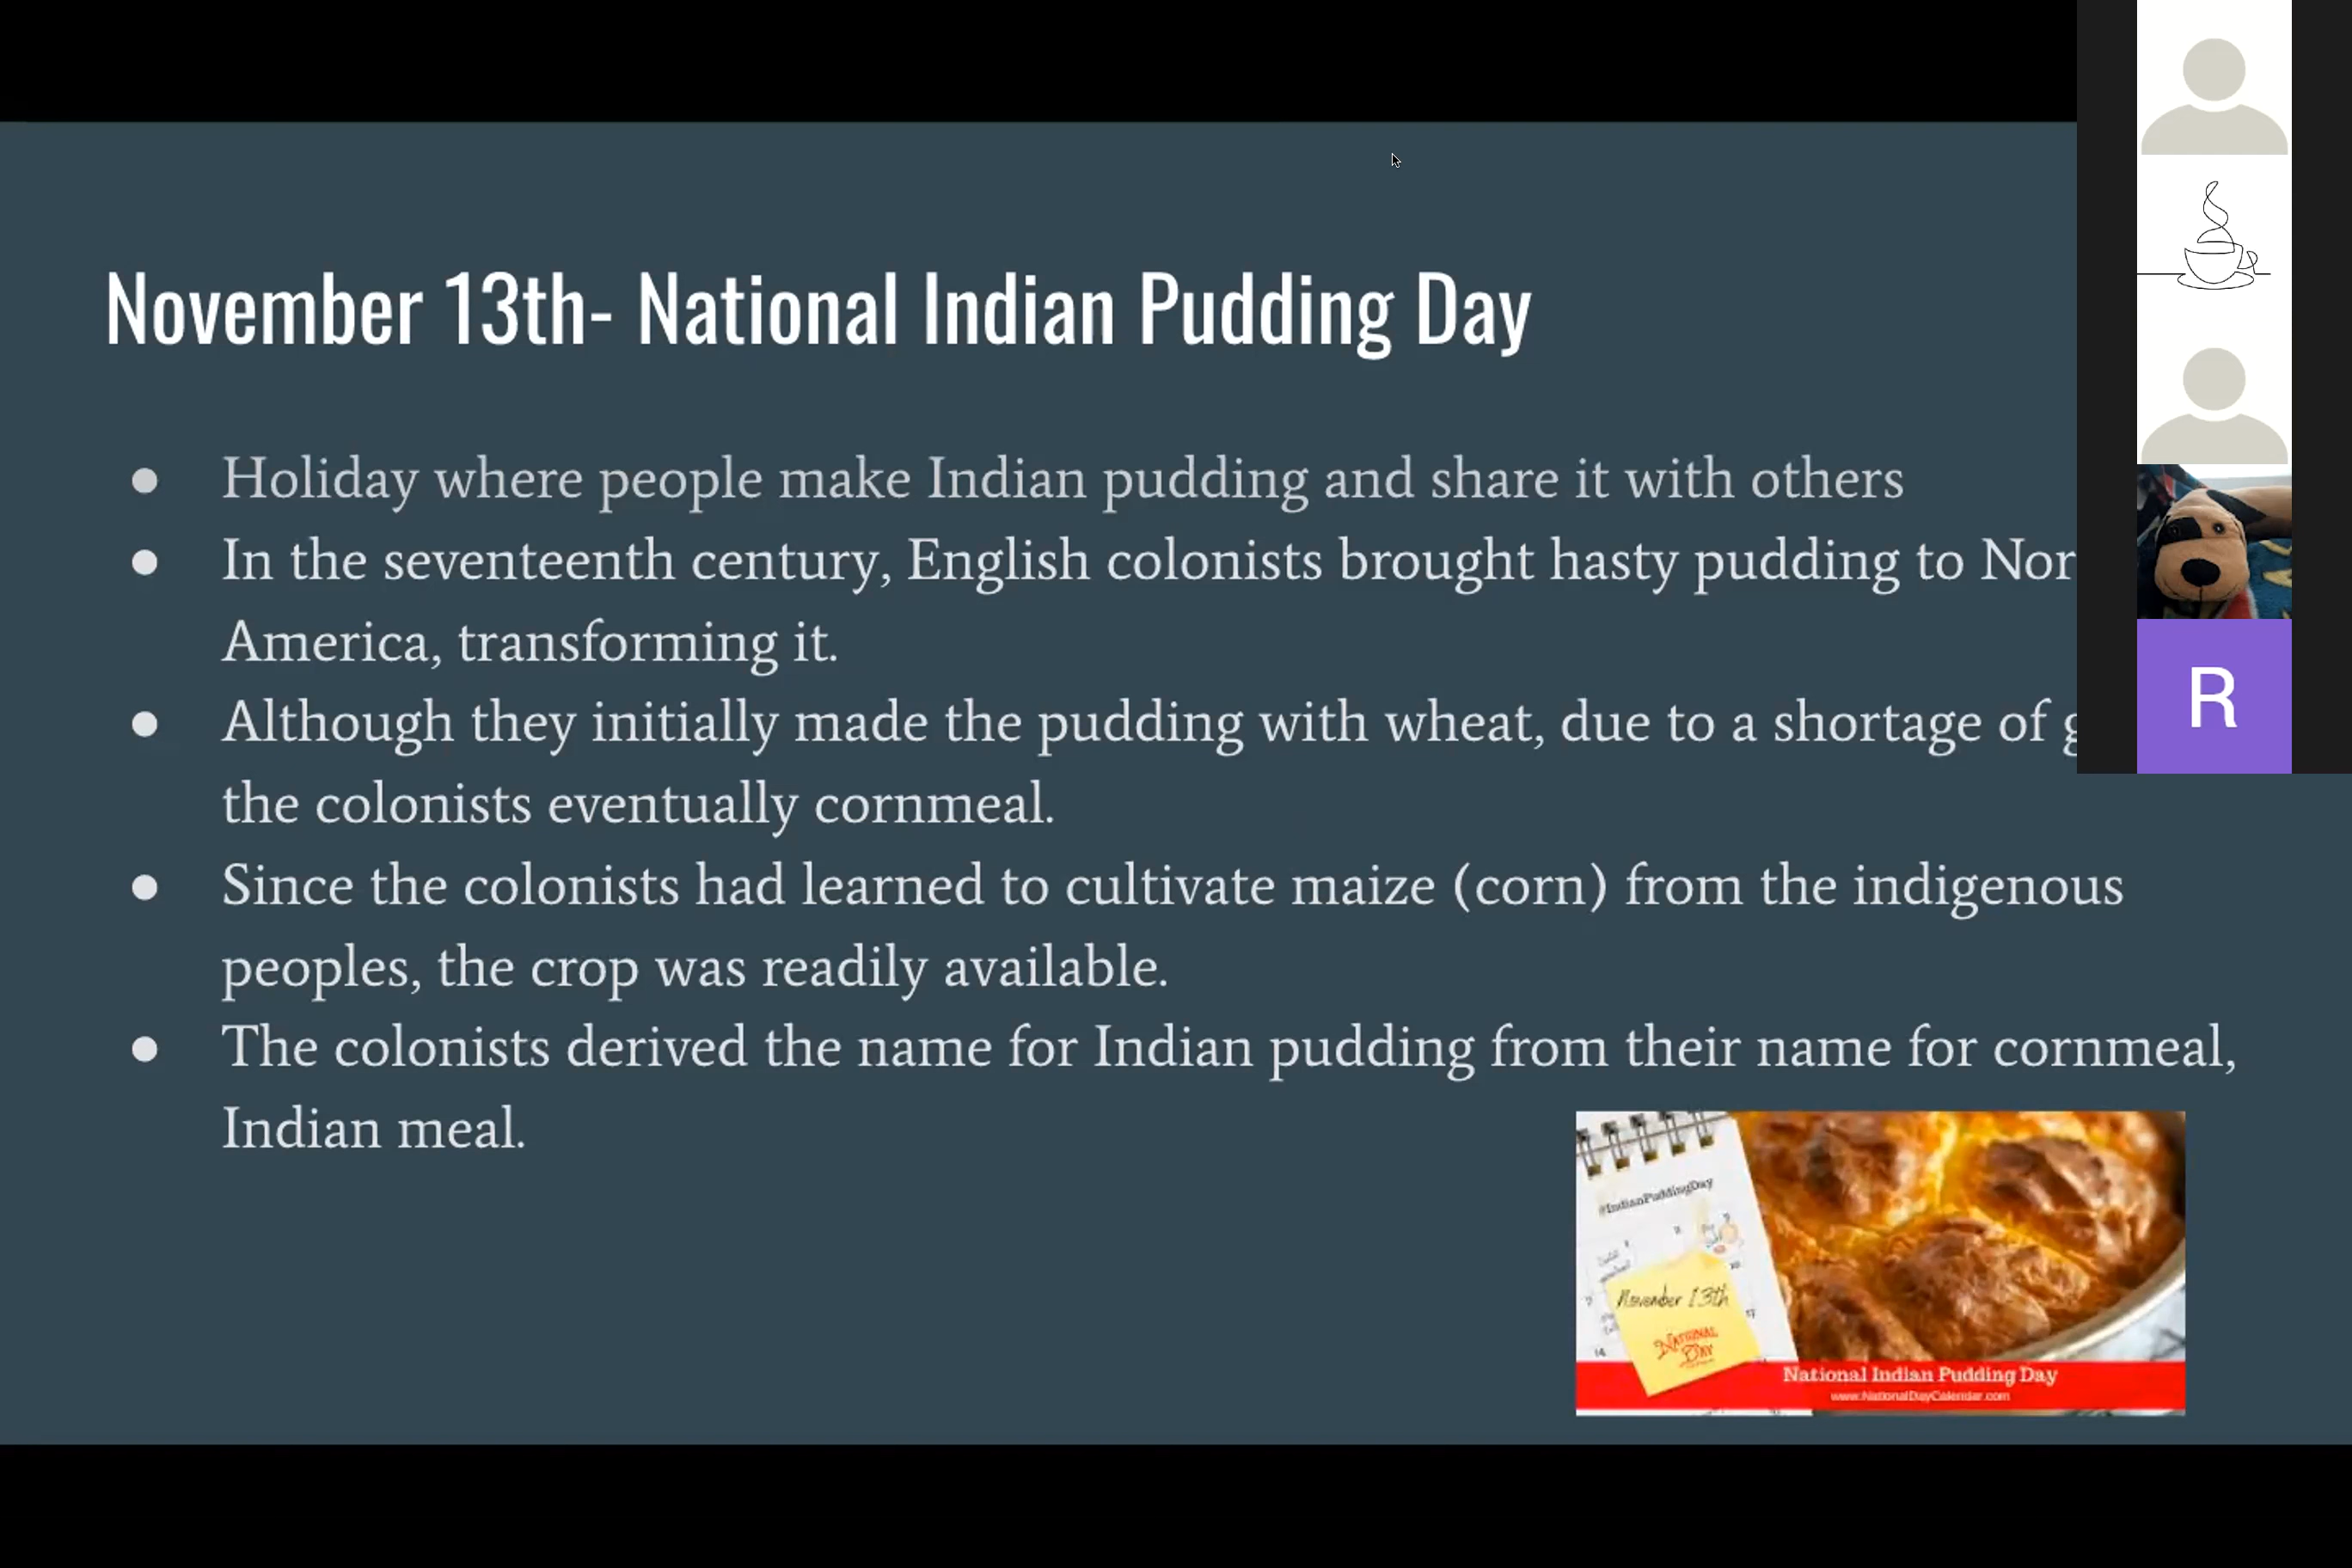 November 13th- National Indian Pudding Day
● Holiday where people make Indian pudding and share it with others
● In the seventeenth century, English colonists brought hasty pudding to Nor
America, transforming it.
● Although they initially made the pudding with wheat, due to a shortage of g
the colonists eventually cornmeal.
● Since the colonists had learned to cultivate maize (corn) from the indigenous
peoples, the crop was readily available.
● The colonists derived the name for Indian pudding from their name for cornmeal,
Indian meal.
R
#IndianPuddingDay
November 13th
NATIONAL
DAY
14
17
National Indian Pudding Day
www.NationalDayCalendar.com